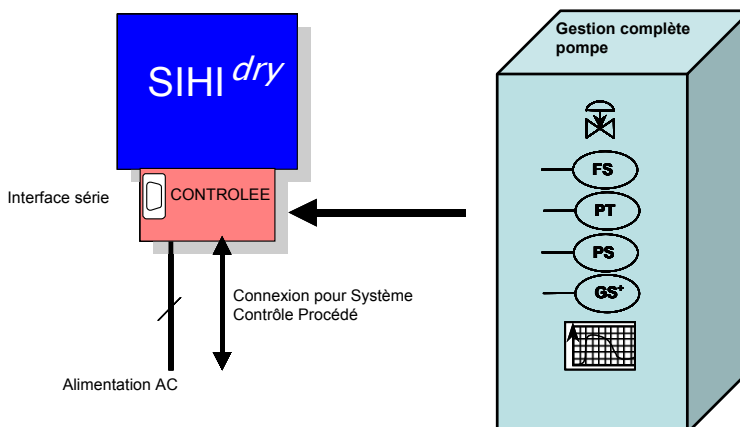 SIHI dry
CONTROLEE
Interface série
Connexion pour Système
Contrôle Procédé
Alimentation AC
Gestion complète
pompe
FS
PT
PS
GS+